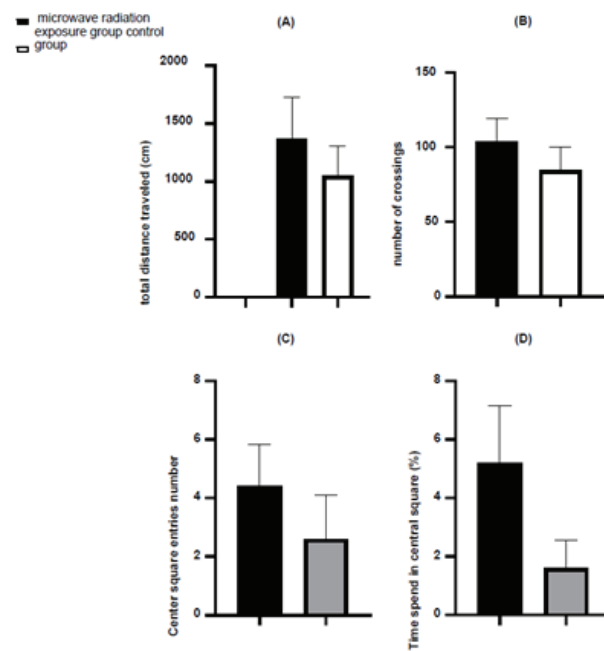 microwave radiation
exposure group control
group
(A)
(B)
total distance traveled (cm)
2000
1500
1000
500
0
number of crossings
150
100
50
0
(C)
(D)
Center square entries number
8
6
4
2
0
Time spend in central square (%)
8
6
4
2
0